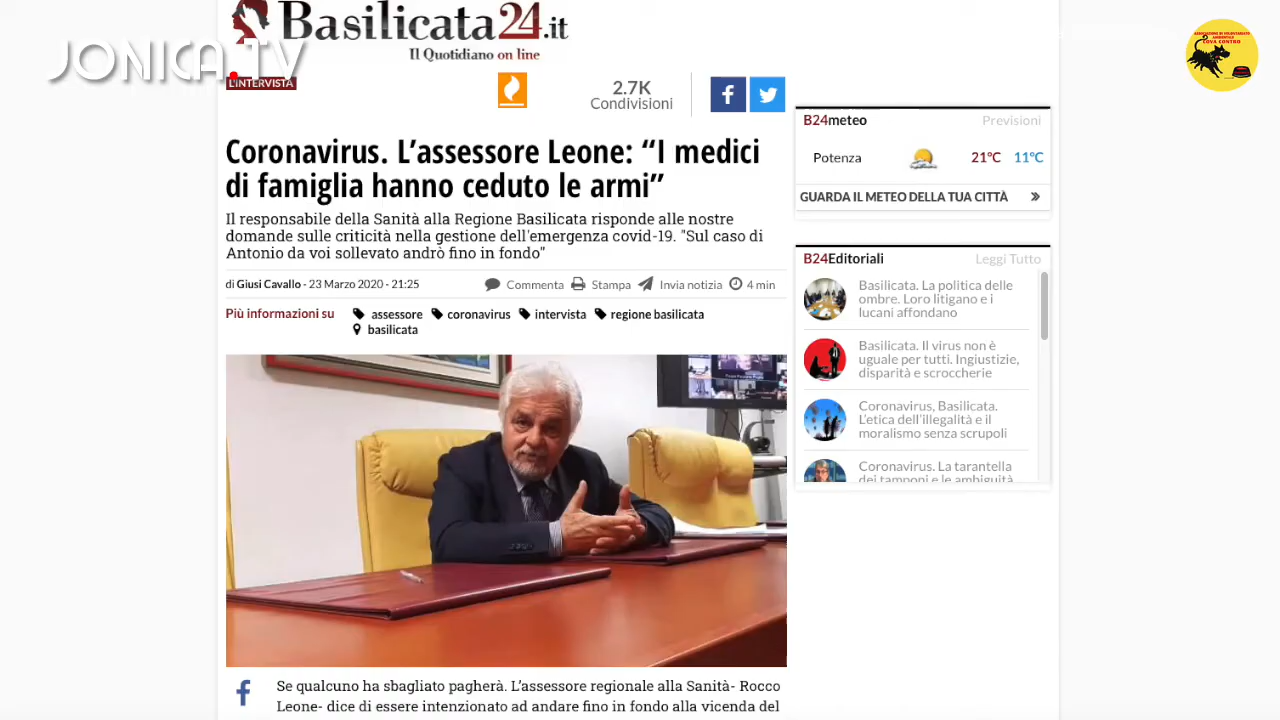 Basilicata24.it
Il Quotidiano on line
JONICA.TV
L'INTERVISTA
2.7K
Condivisioni
Coronavirus. L’assessore Leone: “I medici
di famiglia hanno ceduto le armi”
Il responsabile della Sanità alla Regione Basilicata risponde alle nostre
domande sulle criticità nella gestione dell'emergenza covid-19. "Sul caso di
Antonio da voi sollevato andrò fino in fondo"
di Giusi Cavallo - 23 Marzo 2020 - 21:25
Commenta Stampa Invia notizia 4 min
Più informazioni su assessore coronavirus intervista regione basilicata
basilicata
Se qualcuno ha sbagliato pagherà. L’assessore regionale alla Sanità- Rocco
Leone- dice di essere intenzionato ad andare fino in fondo alla vicenda del
ASSOCIAZIONE DI VOLONTARIATO
AMBIENTALE
COVA CONTRO
B24meteo Previsioni
Potenza 21°C 11°C
GUARDA IL METEO DELLA TUA CITTÀ
B24Editoriali Leggi Tutto
Basilicata. La politica delle
ombre. Loro litigano e i
lucani affondano
Basilicata. Il virus non è
uguale per tutti. Ingiustizie,
disparità e scroccherie
Coronavirus, Basilicata.
L’etica dell’illegalità e il
moralismo senza scrupoli
Coronavirus. La tarantella
dei tamponi e le ambiguità